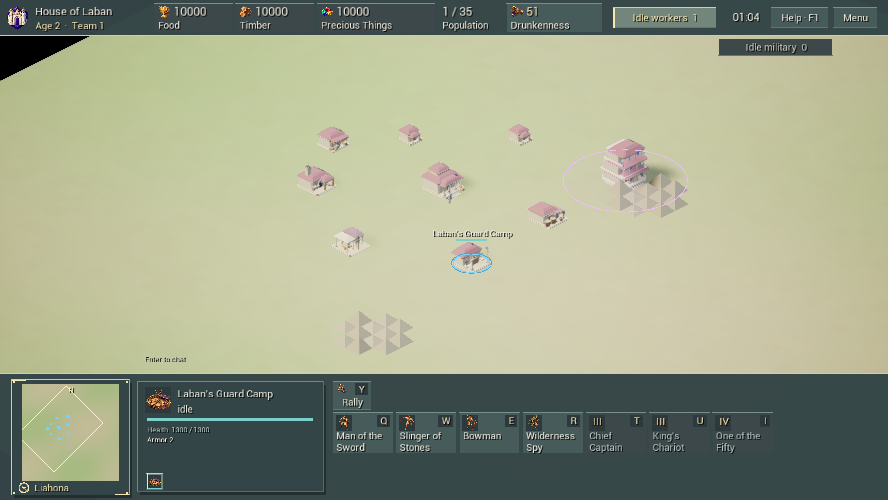 House of Laban
Age 2 · Team 1
10000
Food
10000
Timber
10000
Precious Things
1 / 35
Population
51
Drunkenness
Idle workers 1
01:04
Help · F1
Menu
Idle military 0
Laban's Guard Camp
Enter to chat
N
Liahona
Laban's Guard Camp
idle
Health 1300 / 1300
Armor 2
Y
Rally
Q
Man of the
Sword
W
Slinger of
Stones
E
Bowman
R
Wilderness
Spy
III T
Chief
Captain
III U
King's
Chariot
IV I
One of the
Fifty